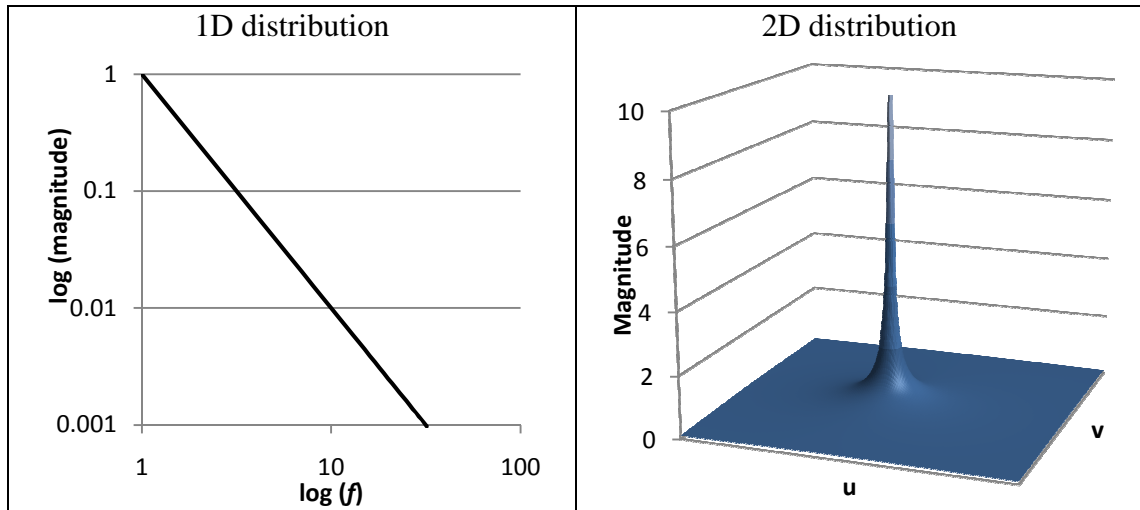 1D distribution
1
0.1
0.01
0.001
log (magnitude)
1
10
100
log (f)
2D distribution
10
8
6
4
2
0
Magnitude
u
v